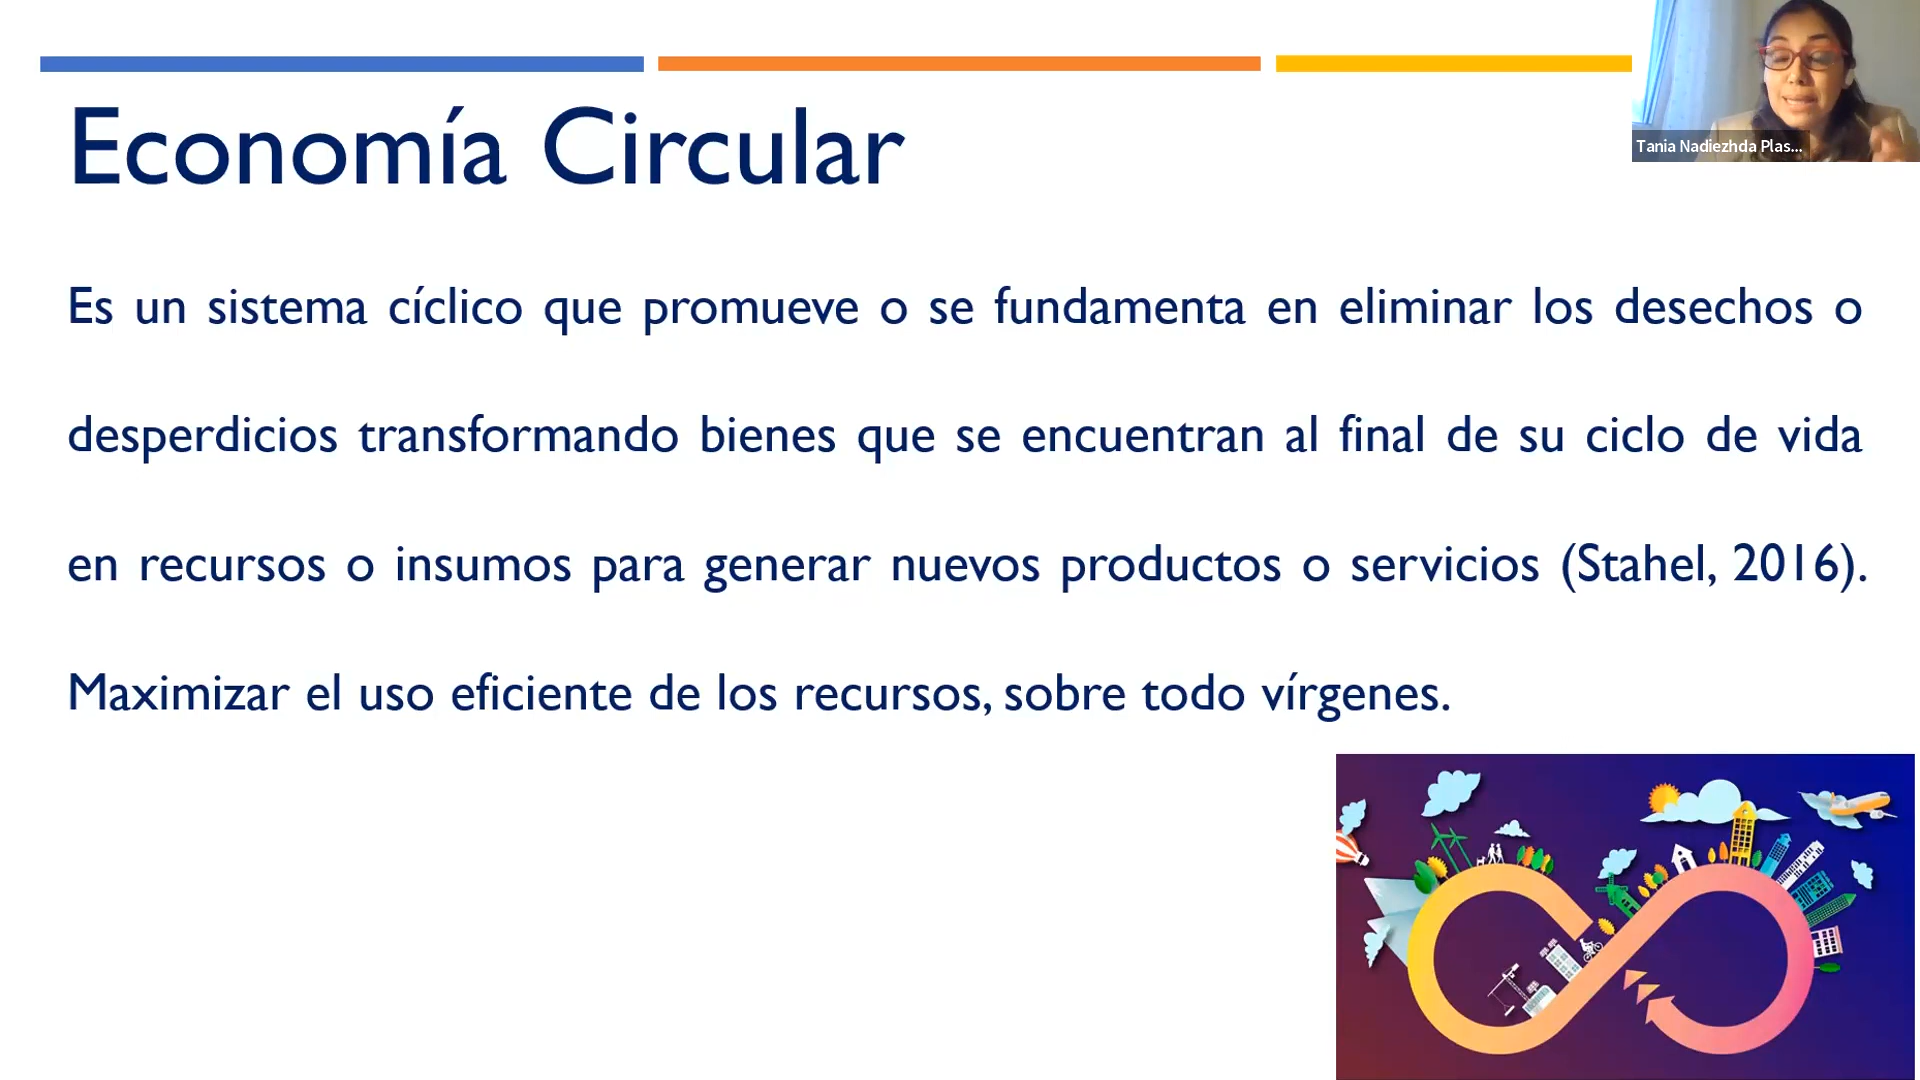 Economía Circular
Tania Nadiezhda Plas...
Es un sistema cíclico que promueve o se fundamenta en eliminar los desechos o
desperdicios transformando bienes que se encuentran al final de su ciclo de vida
en recursos o insumos para generar nuevos productos o servicios (Stahel, 2016).
Maximizar el uso eficiente de los recursos, sobre todo vírgenes.